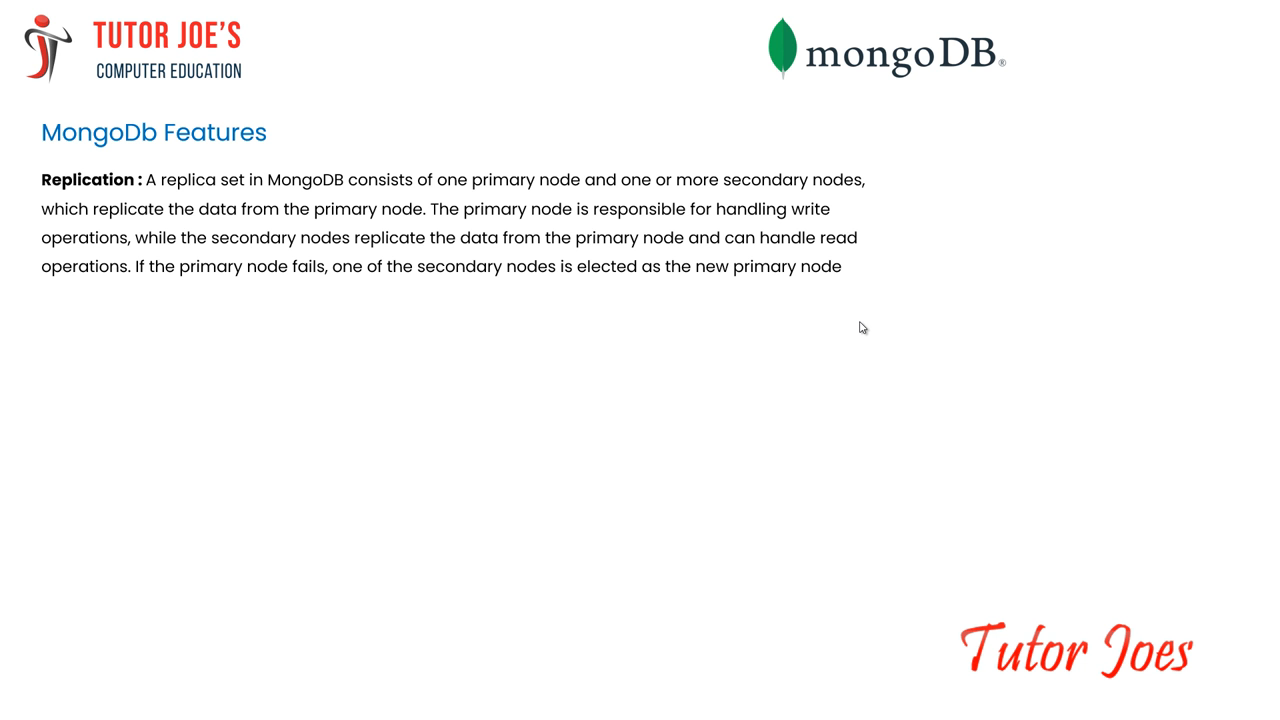 TUTOR JOE'S
COMPUTER EDUCATION
mongoDB®
MongoDb Features
Replication : A replica set in MongoDB consists of one primary node and one or more secondary nodes,
which replicate the data from the primary node. The primary node is responsible for handling write
operations, while the secondary nodes replicate the data from the primary node and can handle read
operations. If the primary node fails, one of the secondary nodes is elected as the new primary node
Tutor Joes